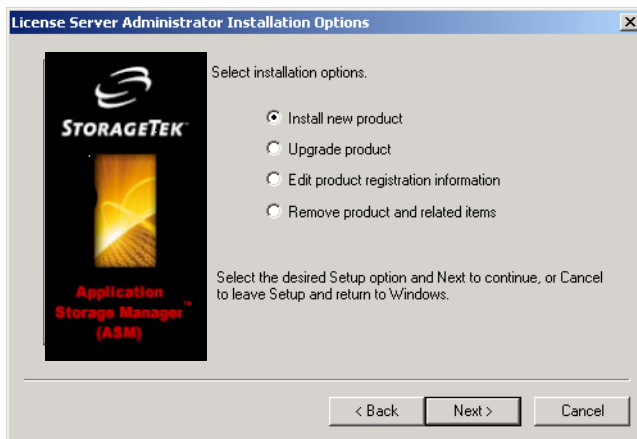 License Server Administrator Installation Options
STORAGETEK
Application
Storage Manager™
(ASM)
Select installation options.
Install new product
Upgrade product
Edit product registration information
Remove product and related items
Select the desired Setup option and Next to continue, or Cancel
to leave Setup and return to Windows.
< Back
Next >
Cancel